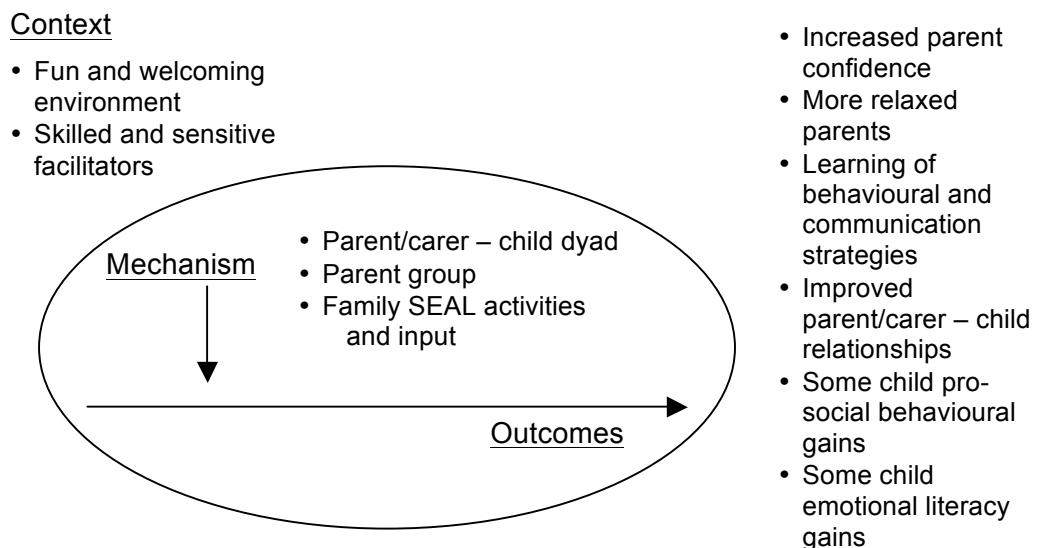 Context
• Fun and welcoming
environment
• Skilled and sensitive
facilitators
Mechanism
• Parent/carer – child dyad
• Parent group
• Family SEAL activities
and input
Outcomes
• Increased parent
confidence
• More relaxed
parents
• Learning of
behavioural and
communication
strategies
• Improved
parent/carer – child
relationships
• Some child pro-
social behavioural
gains
• Some child
emotional literacy
gains